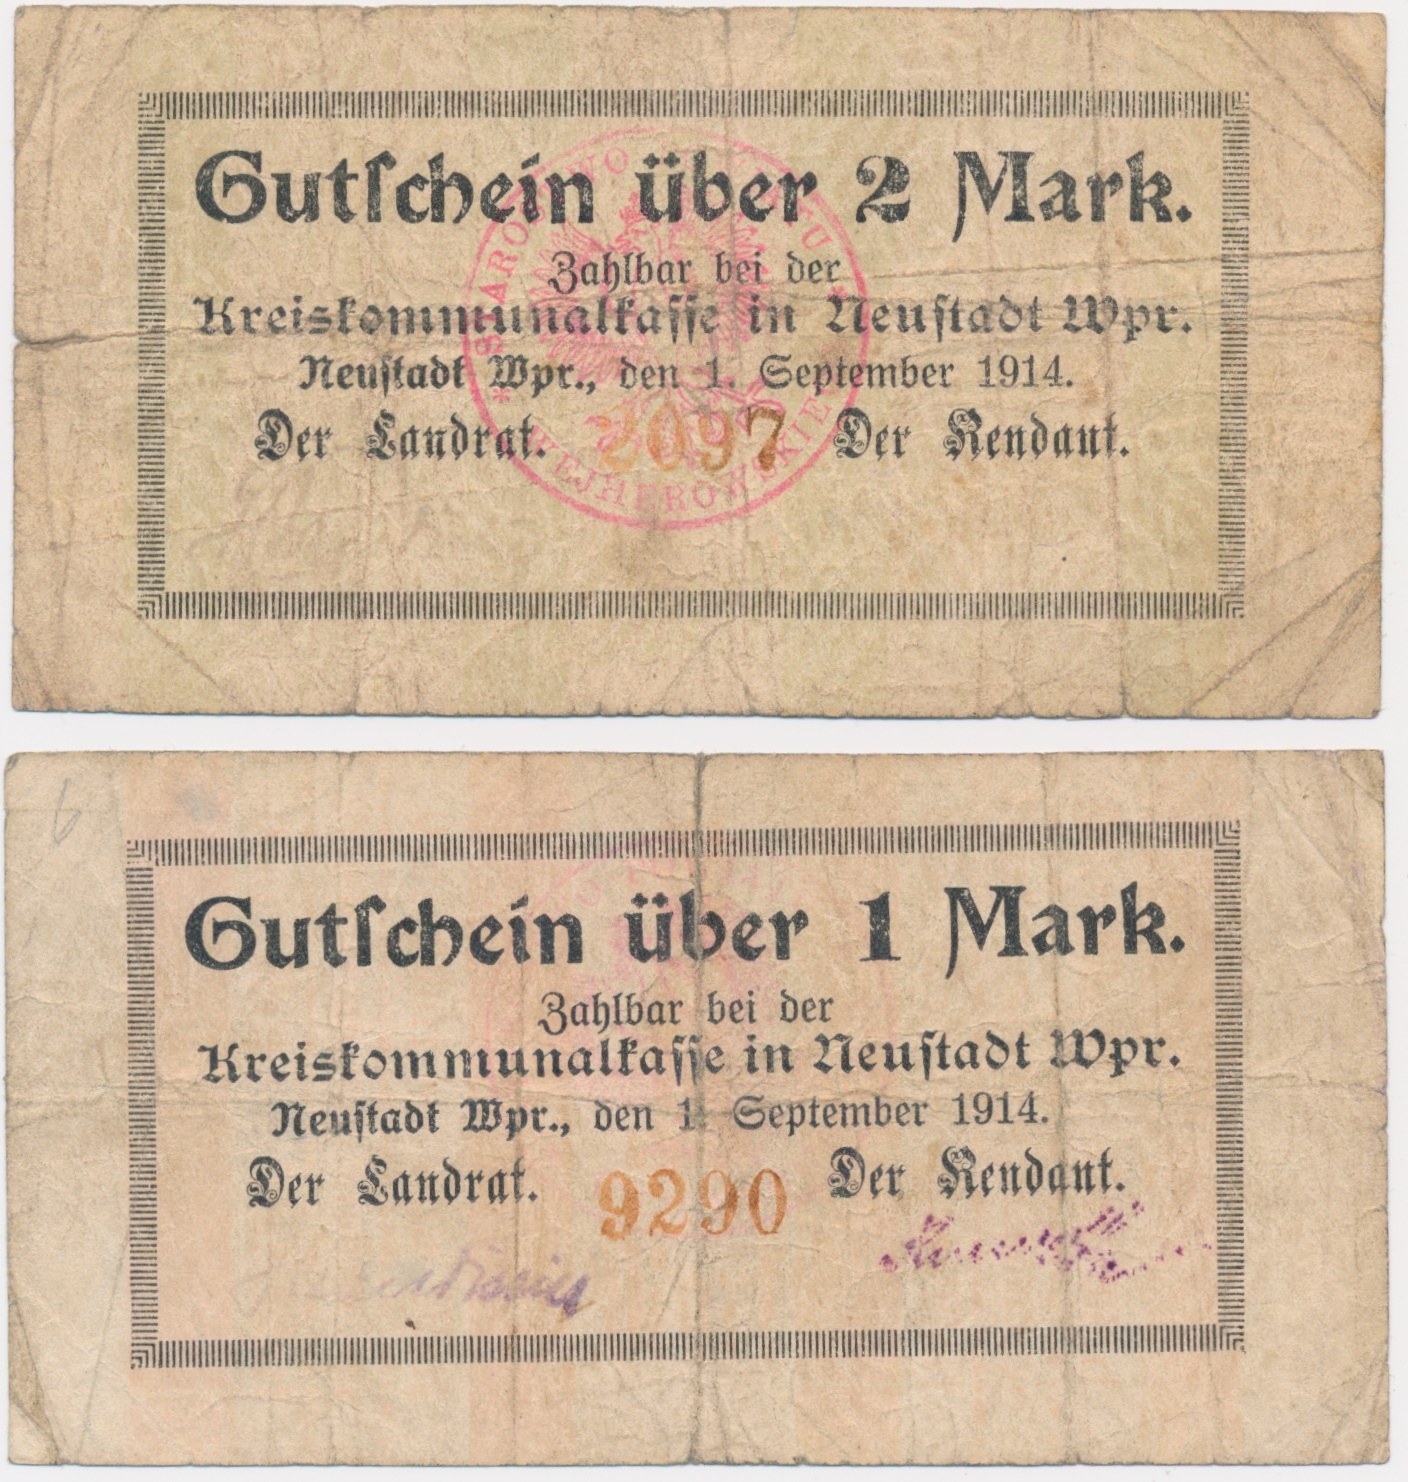 Gutschein über 2 Mark.
Zahlbar bei der
Kreiskommunalkasse in Neustadt Wpr.
Neustadt Wpr., den 1. September 1914.
Der Landrat. 2097 Der Rendant.
STAROSTWO
WEJHEROWSKIE
Gutschein über 1 Mark.
Zahlbar bei der
Kreiskommunalkasse in Neustadt Wpr.
Neustadt Wpr., den 1. September 1914.
Der Landrat. 9290 Der Rendant.